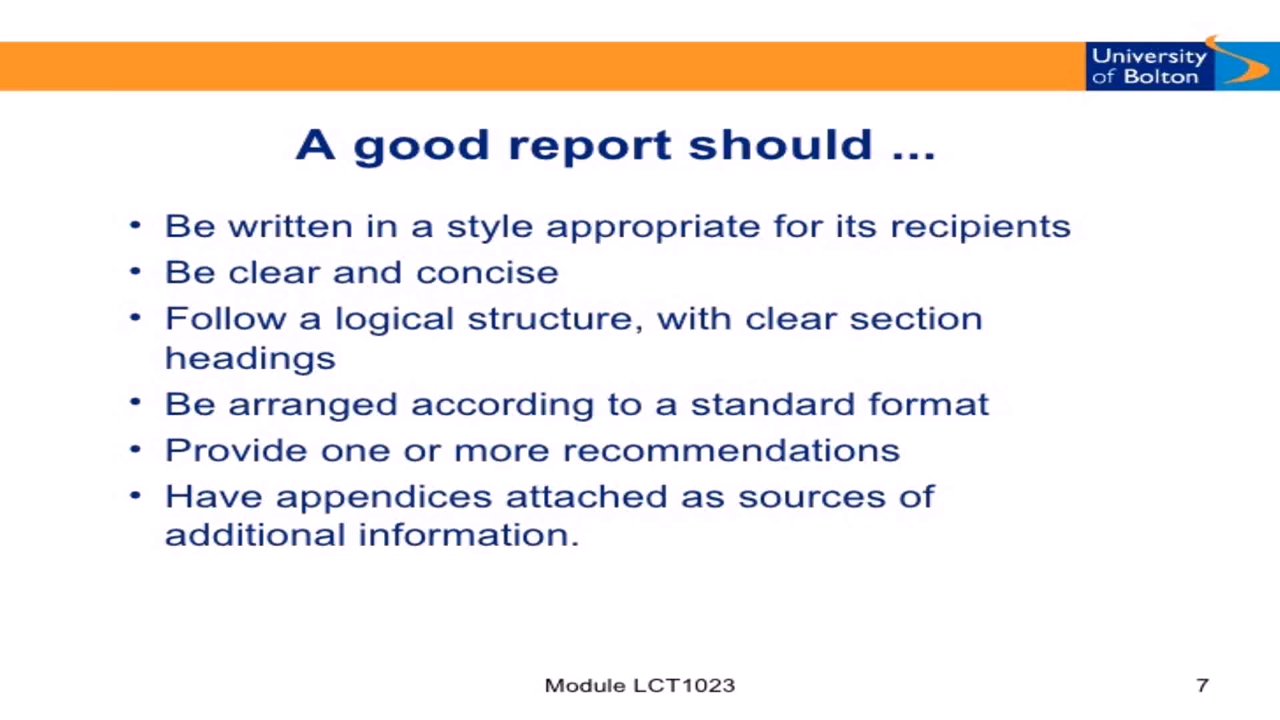 University
of Bolton
A good report should ...
• Be written in a style appropriate for its recipients
• Be clear and concise
• Follow a logical structure, with clear section
headings
• Be arranged according to a standard format
• Provide one or more recommendations
• Have appendices attached as sources of
additional information.
Module LCT1023
7